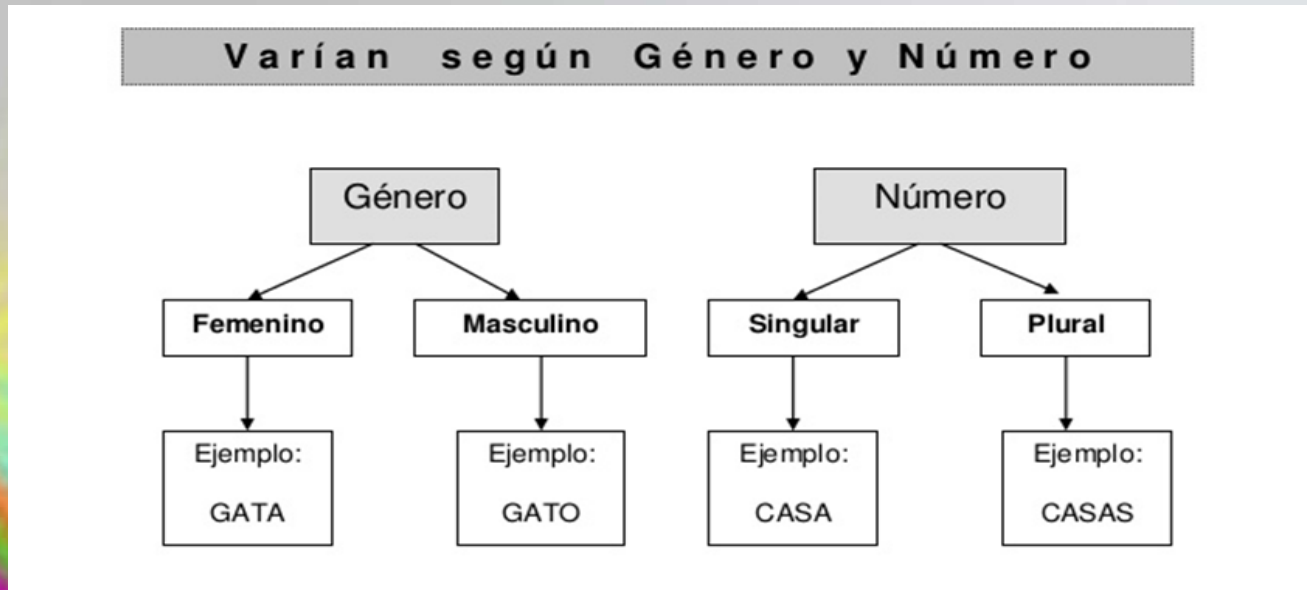 Varían según Género y Número
Género
Número
Femenino
Masculino
Singular
Plural
Ejemplo:
GATA
Ejemplo:
GATO
Ejemplo:
CASA
Ejemplo:
CASAS